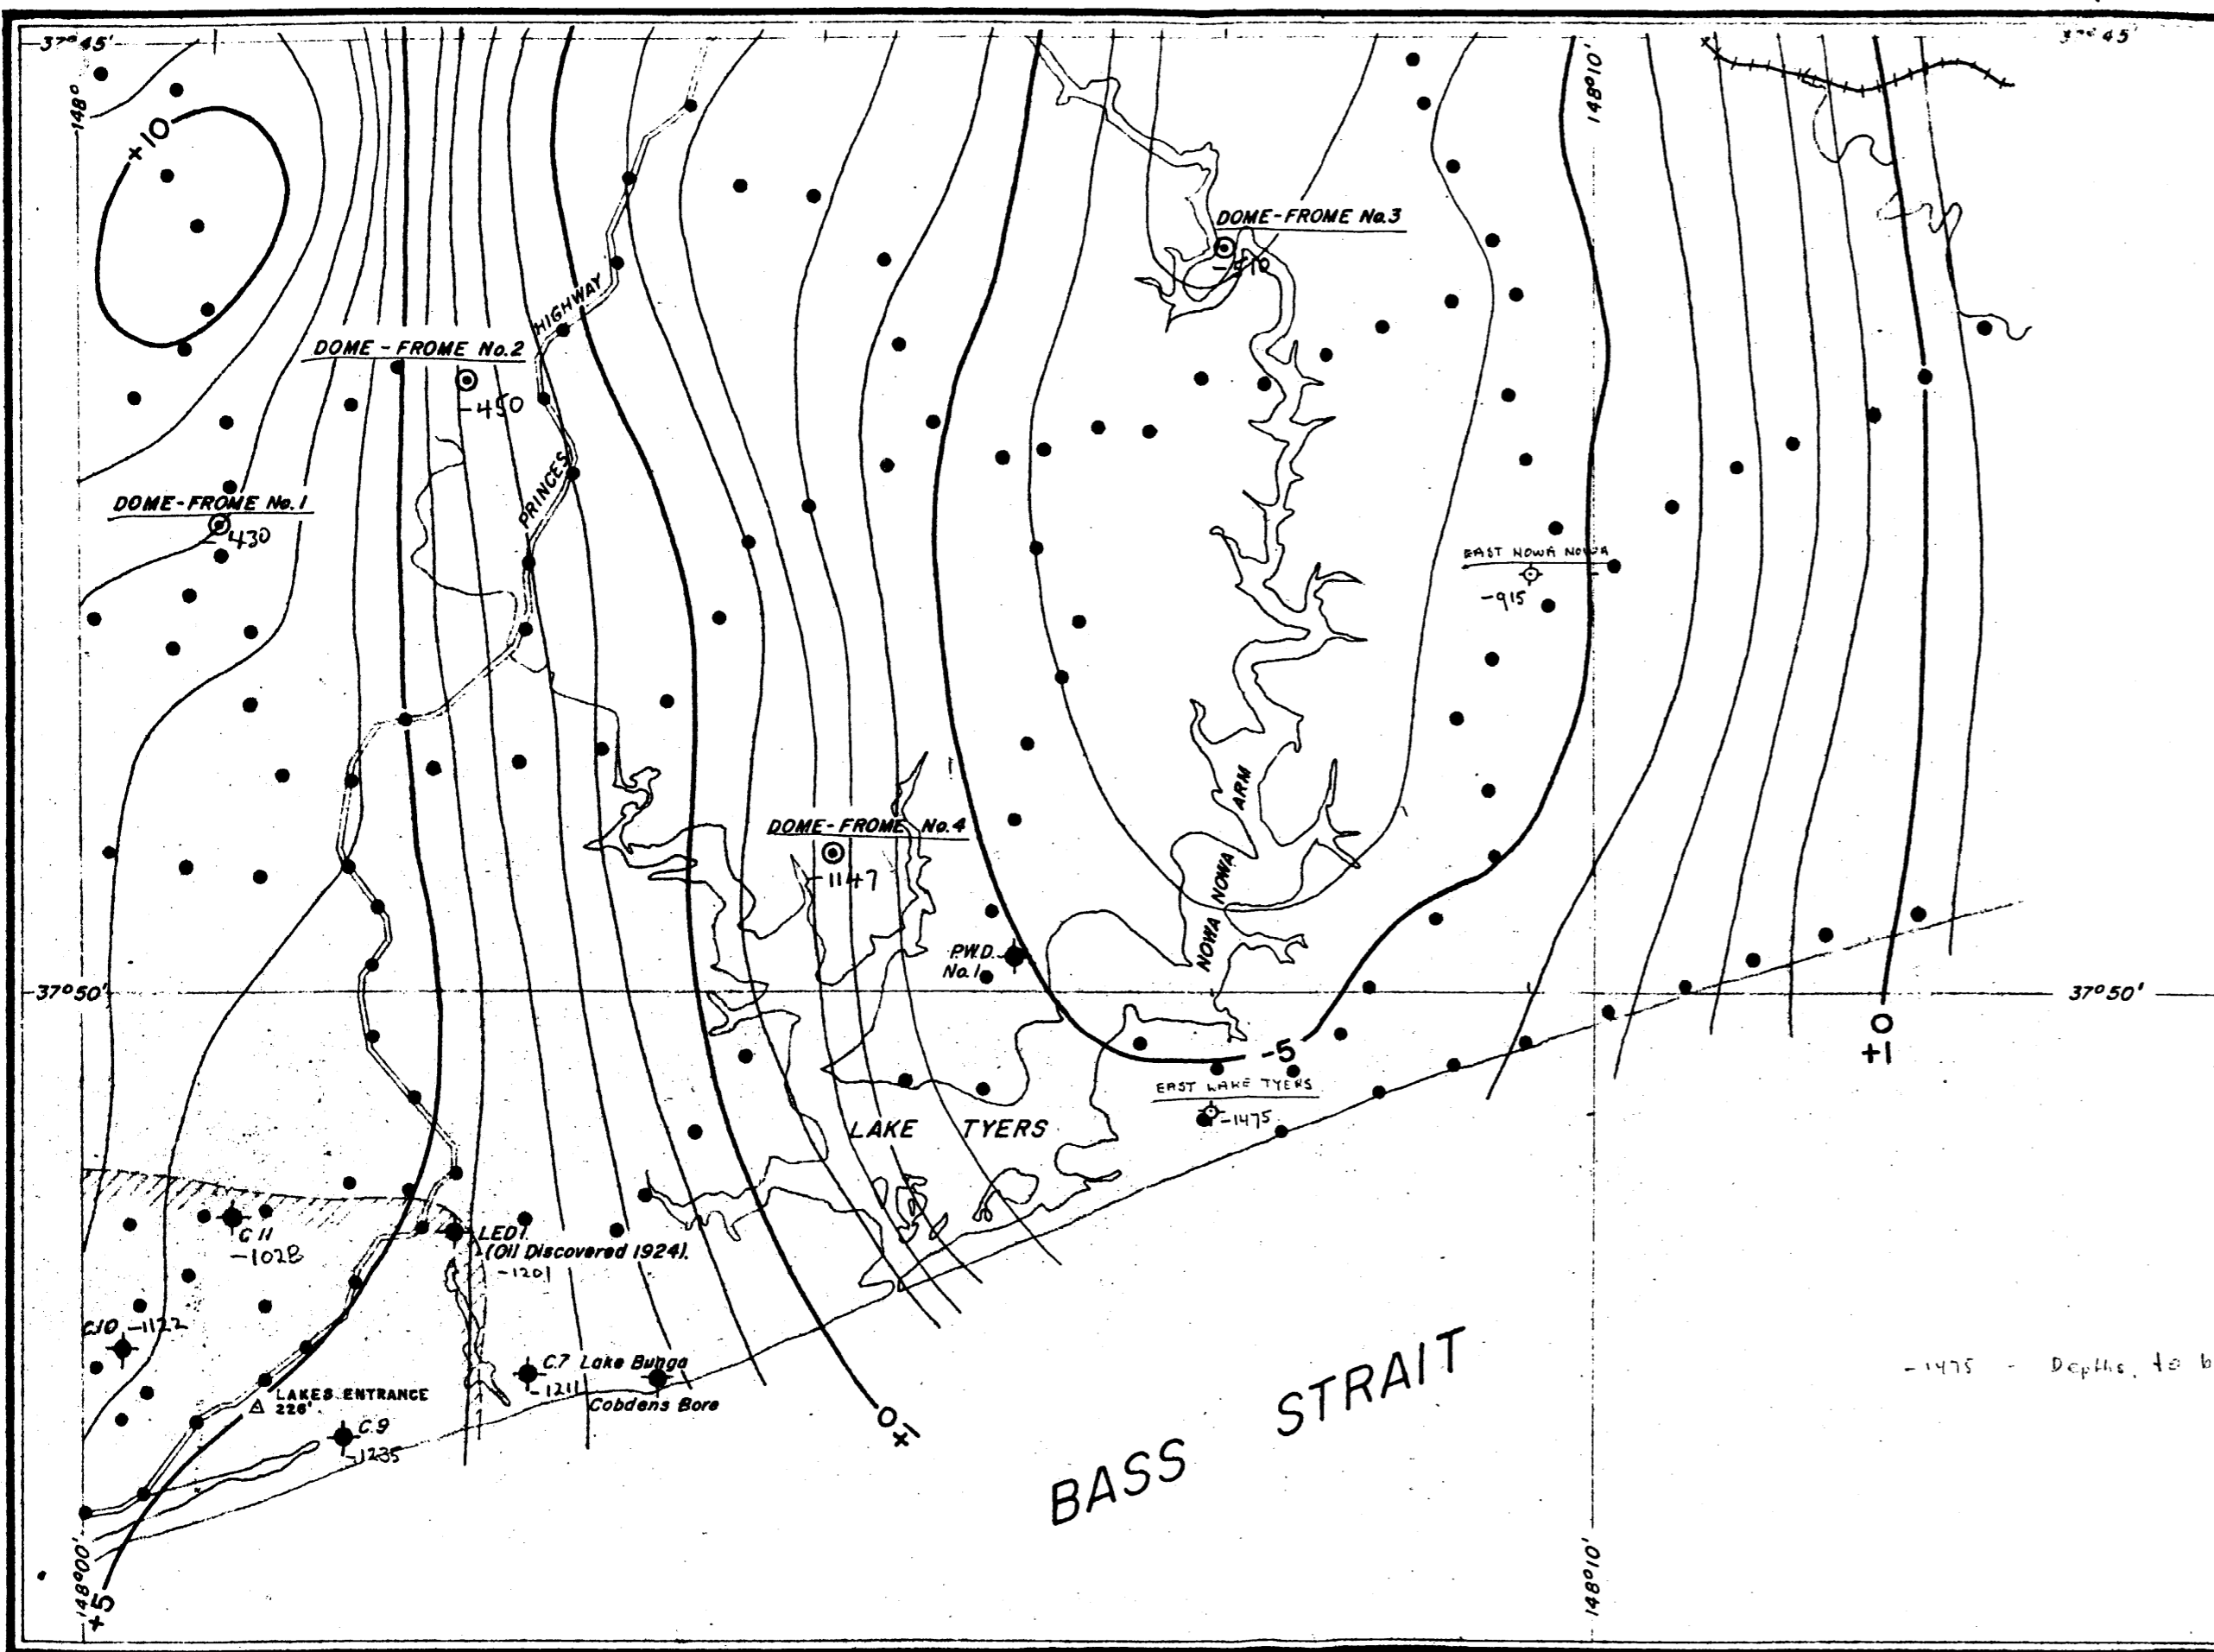 37°45'
37°45'
148°
148°10'
+10
DOME-FROME No.3
HIGHWAY
DOME-FROME No.2
-450
PRINCES
DOME-FROME No.1
-430
EAST NOWA NOWA
-915
ARM
DOME-FROME No.4
-1147
NOWA NOWA
P.W.D.
No.1
37°50'
37°50'
±0
-5
EAST LAKE TYERS
-1475
LAKE TYERS
C 11
-1028
LED1.
(Oil Discovered 1924).
-1201
C.10 -1122
C.7 Lake Bunga
-1211
Cobdens Bore
LAKES ENTRANCE
226'
C.9
-1235
±0
BASS STRAIT
-1475 - Depths, to b
148°00'
+5
148°10'